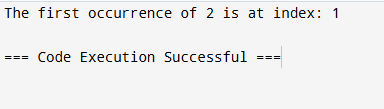 The first occurrence of 2 is at index: 1
=== Code Execution Successful ===